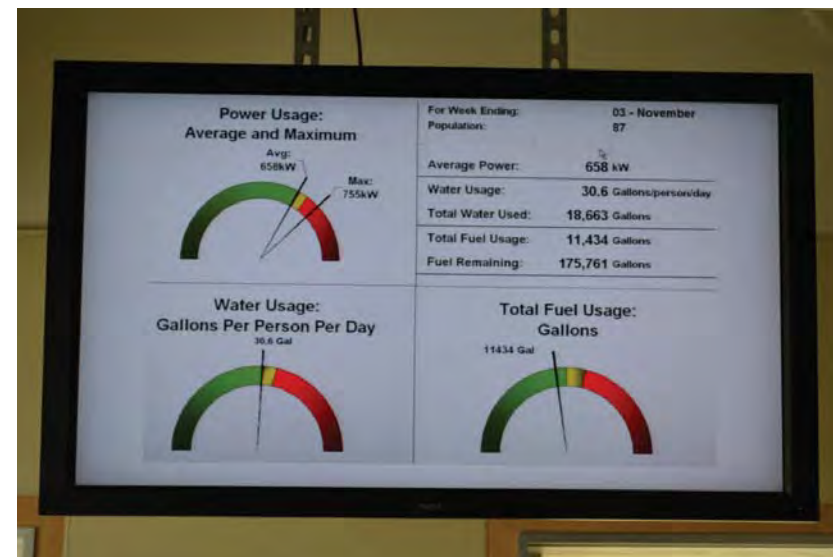 Power Usage:
Average and Maximum
Avg:
658kW
Max:
755kW
For Week Ending: 03 - November
Population: 87
Average Power: 658 kW
Water Usage: 30.6 Gallons/person/day
Total Water Used: 18,663 Gallons
Total Fuel Usage: 11,434 Gallons
Fuel Remaining: 175,761 Gallons
Water Usage:
Gallons Per Person Per Day
30.6 Gal
Total Fuel Usage:
Gallons
11434 Gal